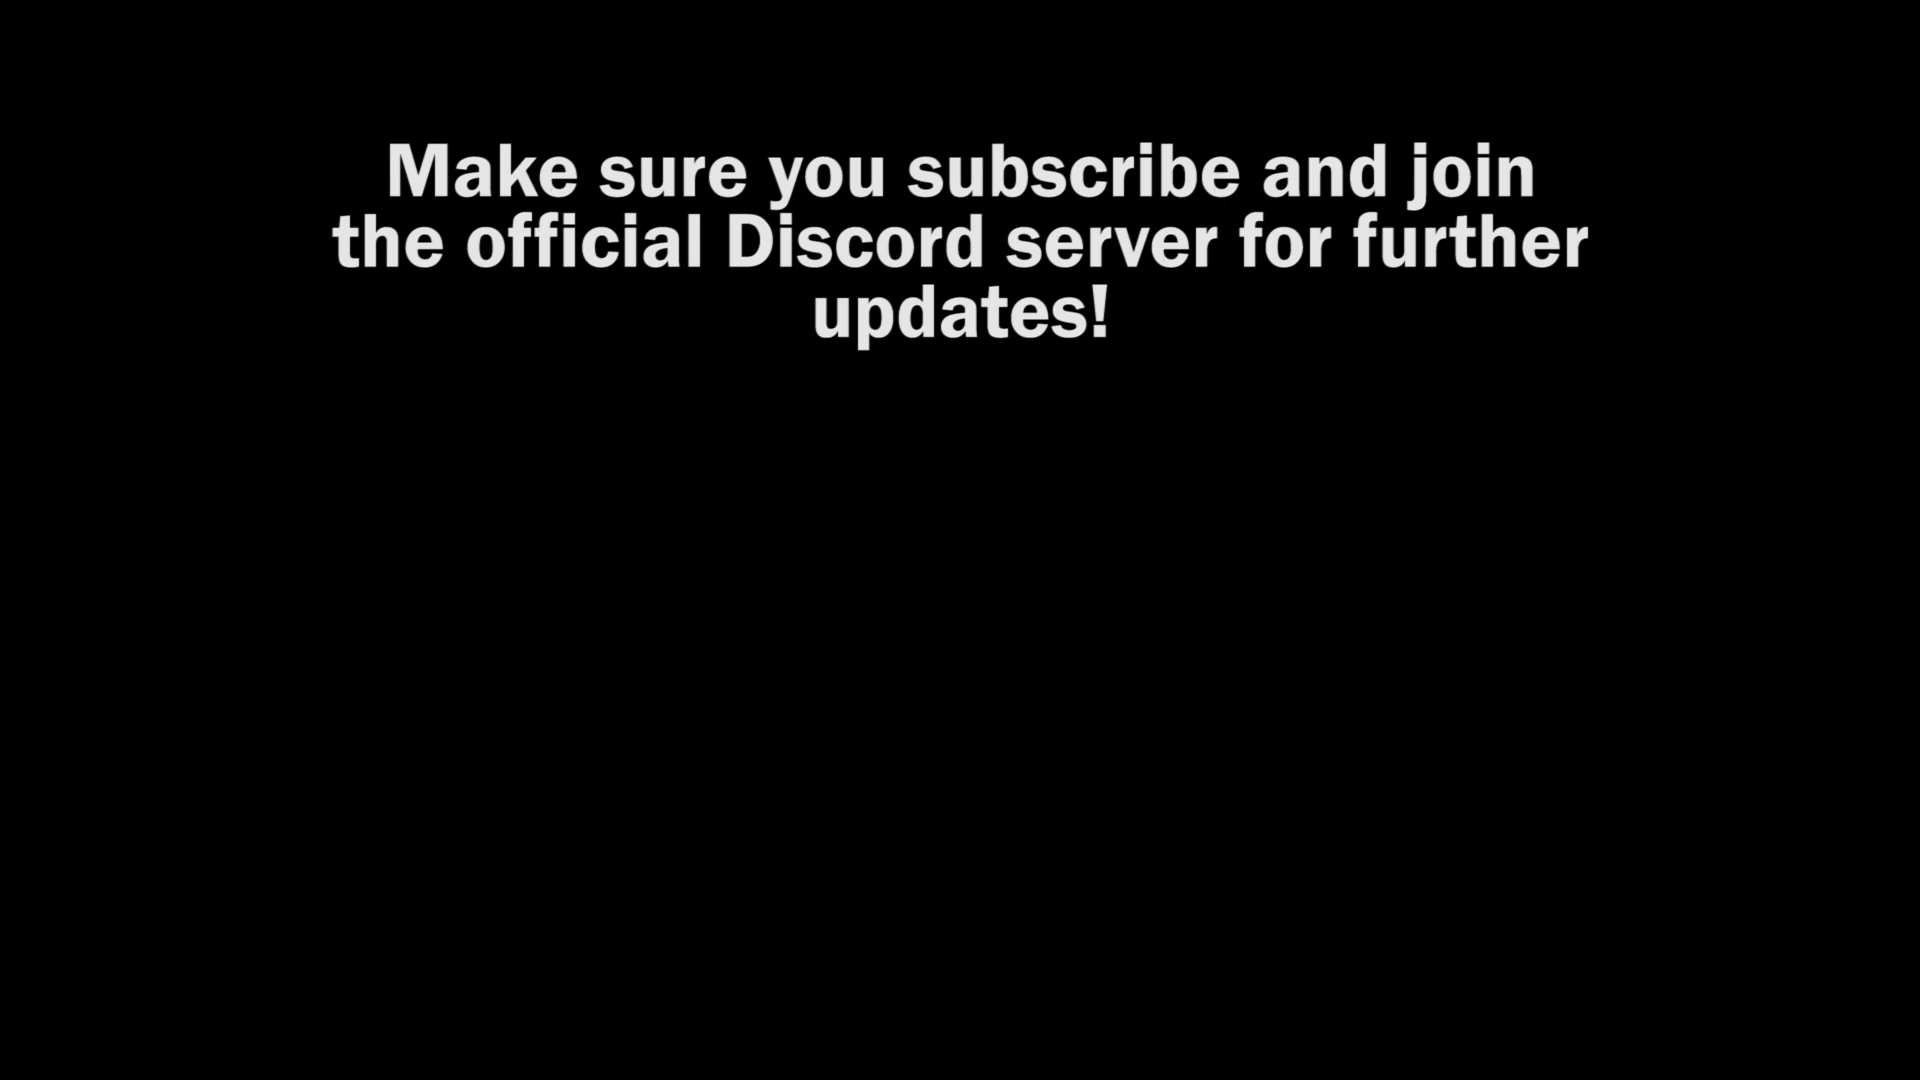 Make sure you subscribe and join
the official Discord server for further
updates!